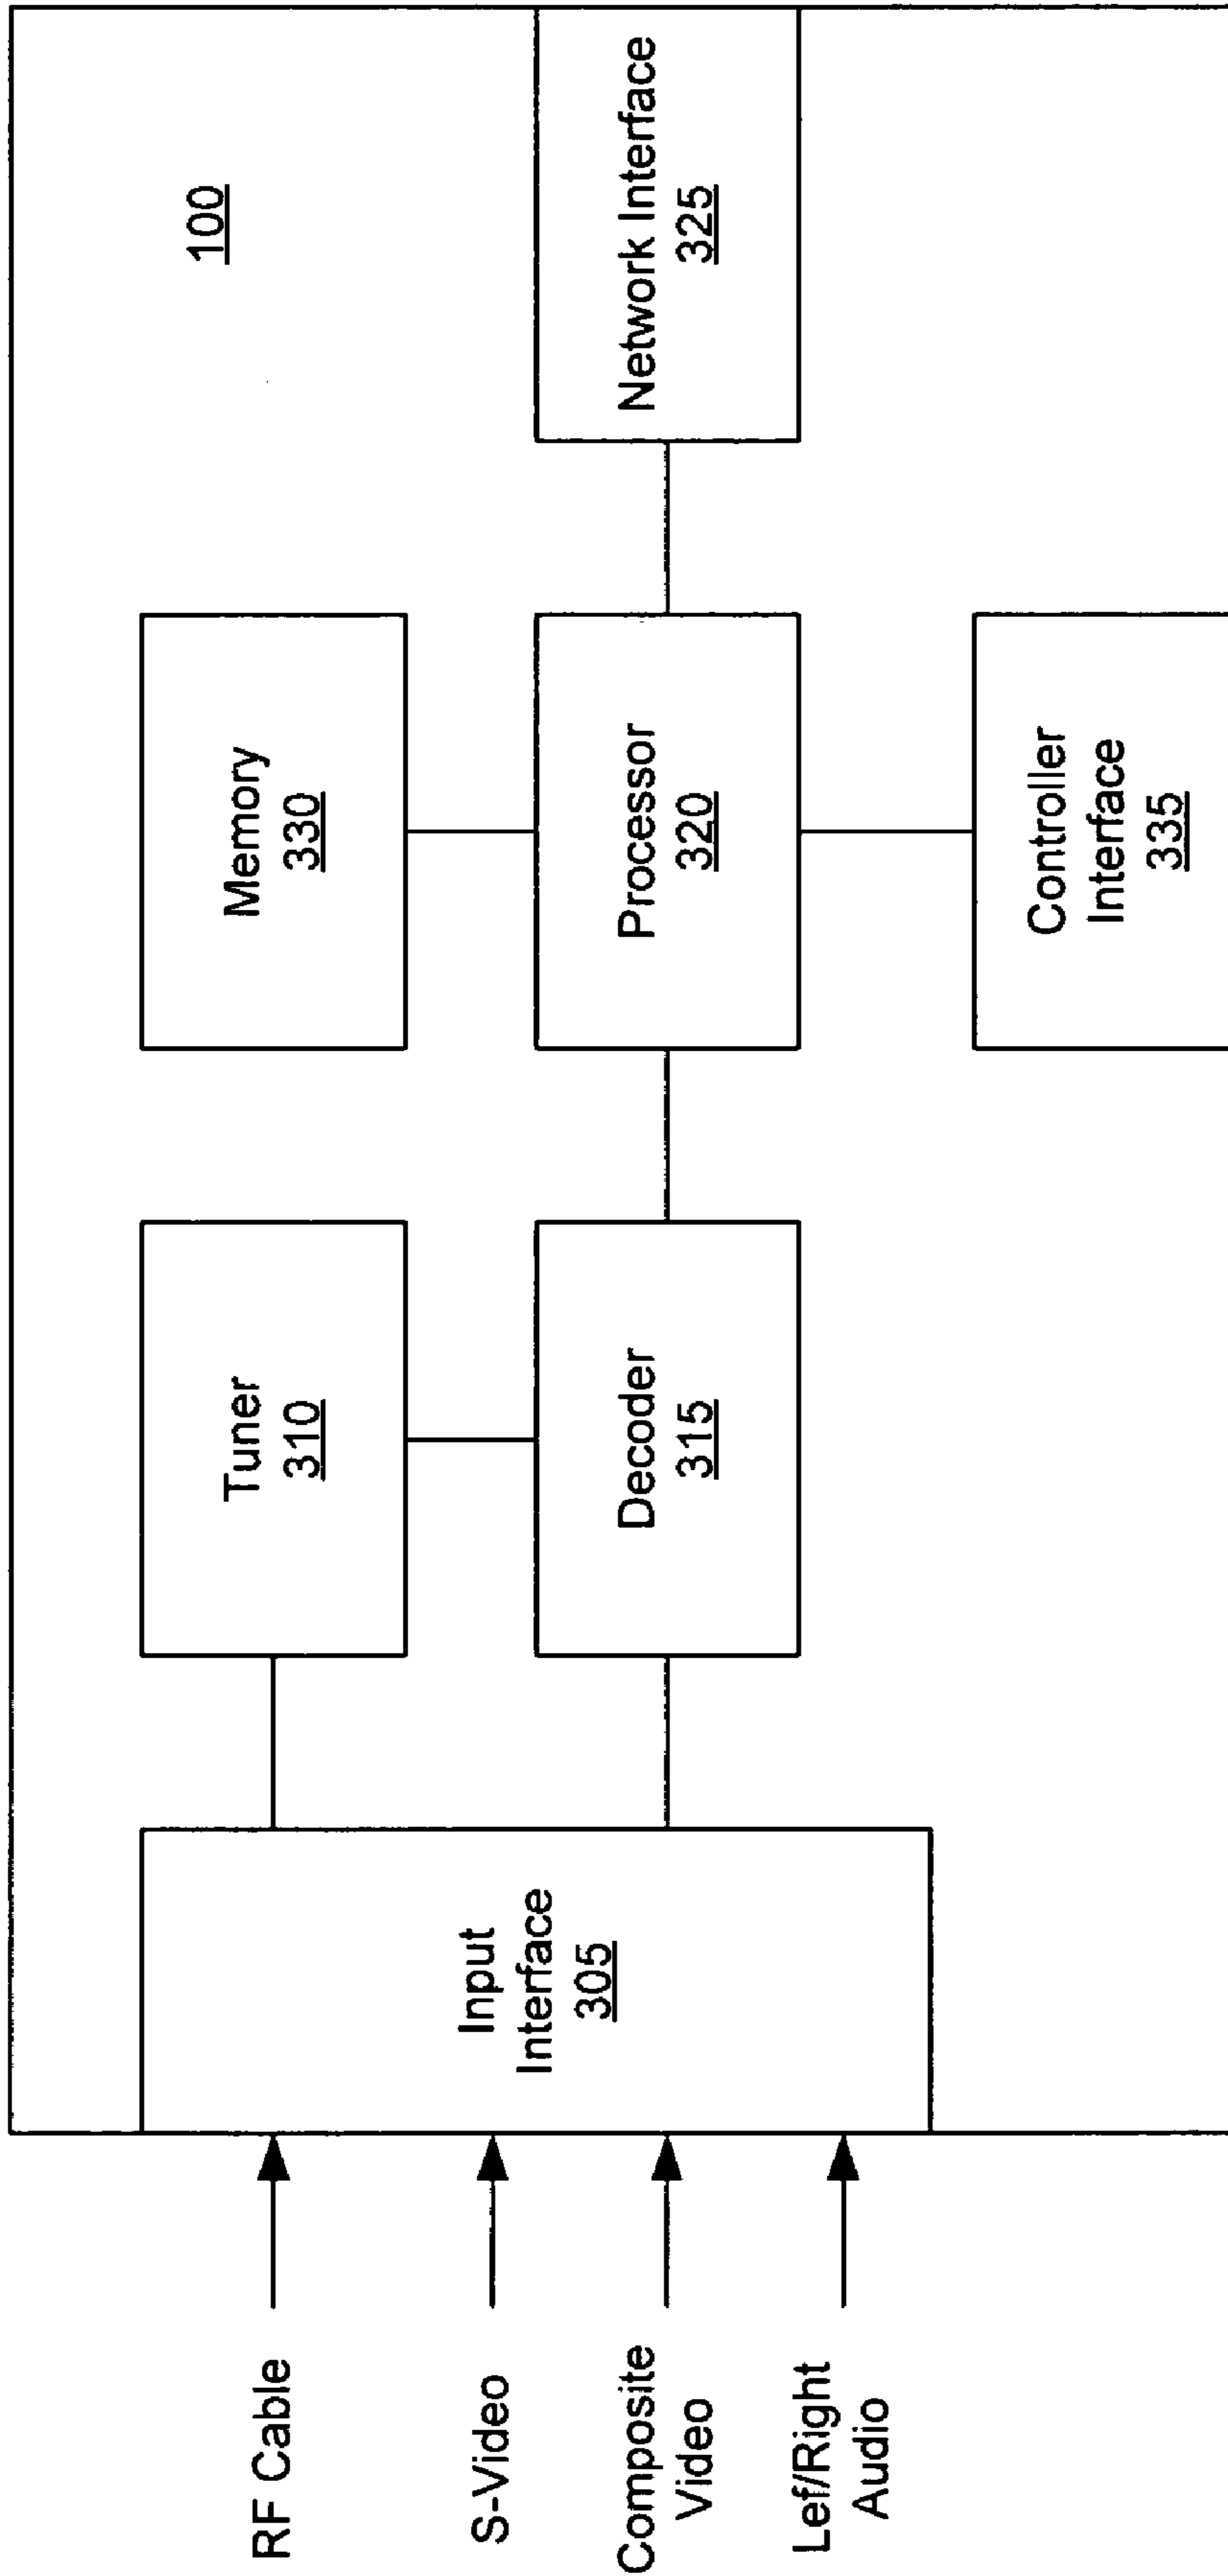 100
RF Cable
S-Video
Composite
Video
Lef/Right
Audio
Input
Interface
305
Tuner
310
Decoder
315
Memory
330
Processor
320
Controller
Interface
335
Network Interface
325